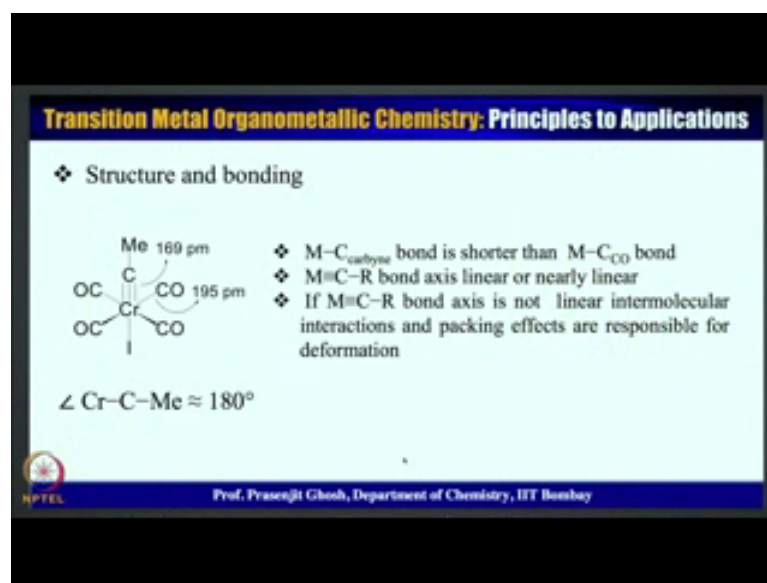 Transition Metal Organometallic Chemistry: Principles to Applications
❖ Structure and bonding
Me 169 pm
C
OC CO 195 pm
Cr
OC CO
I
❖ M−C_carbyne bond is shorter than M−C_CO bond
❖ M≡C−R bond axis linear or nearly linear
❖ If M≡C−R bond axis is not linear intermolecular
interactions and packing effects are responsible for
deformation
∠ Cr−C−Me ≈ 180°
NPTEL
Prof. Prasenjit Ghosh, Department of Chemistry, IIT Bombay